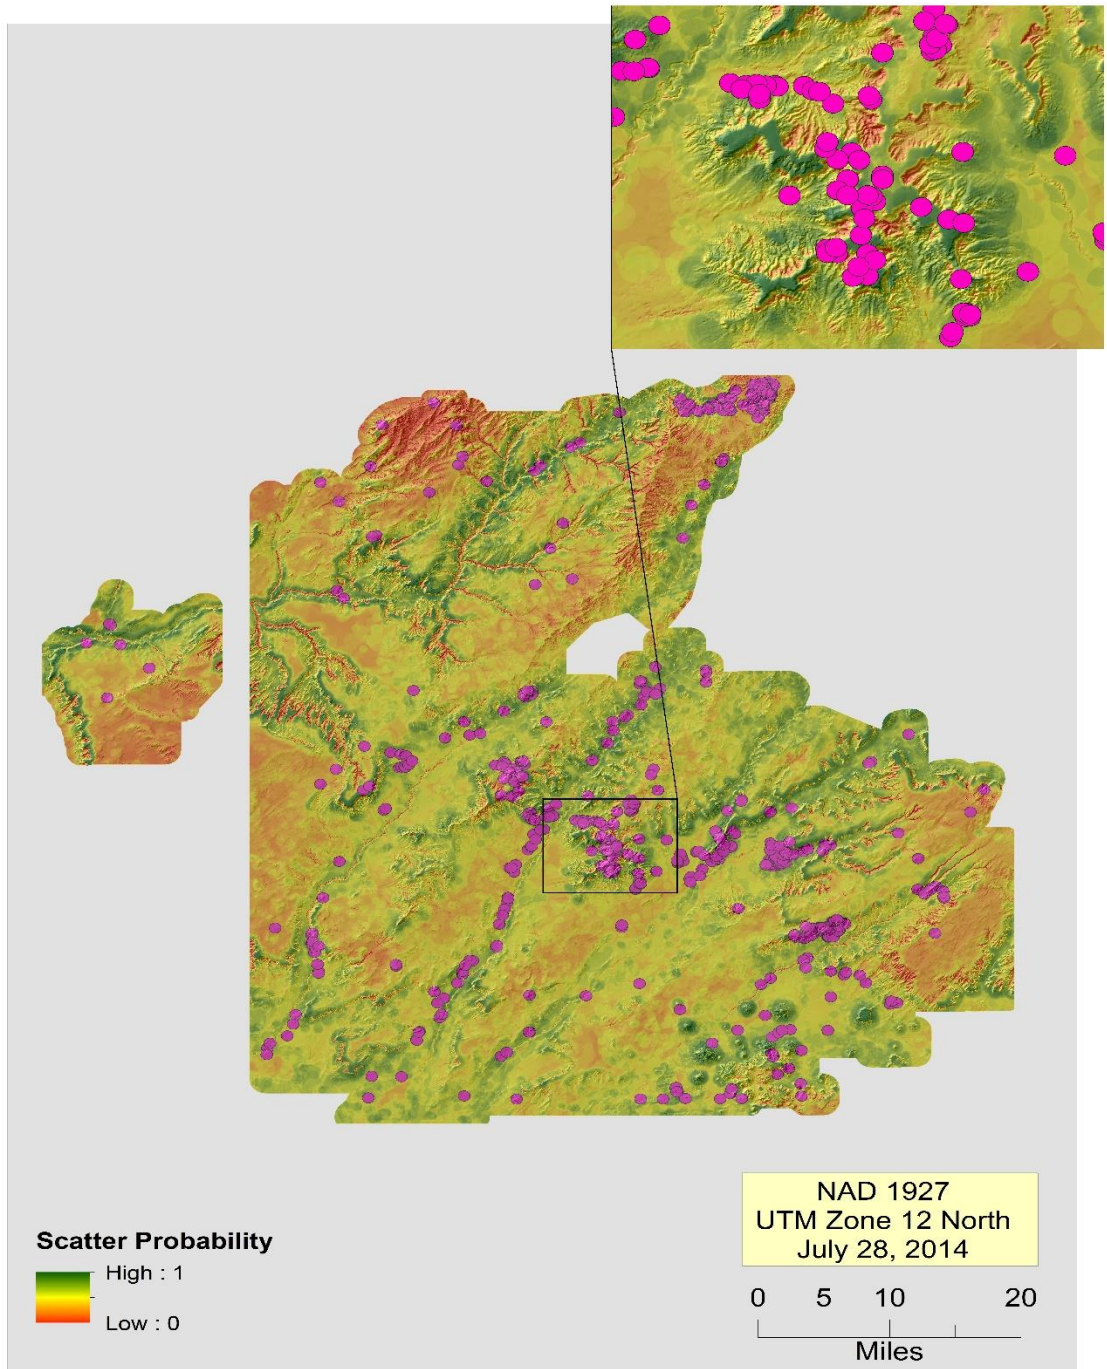 NAD 1927
UTM Zone 12 North
July 28, 2014
Scatter Probability
High : 1
Low : 0
0 5 10 20
Miles